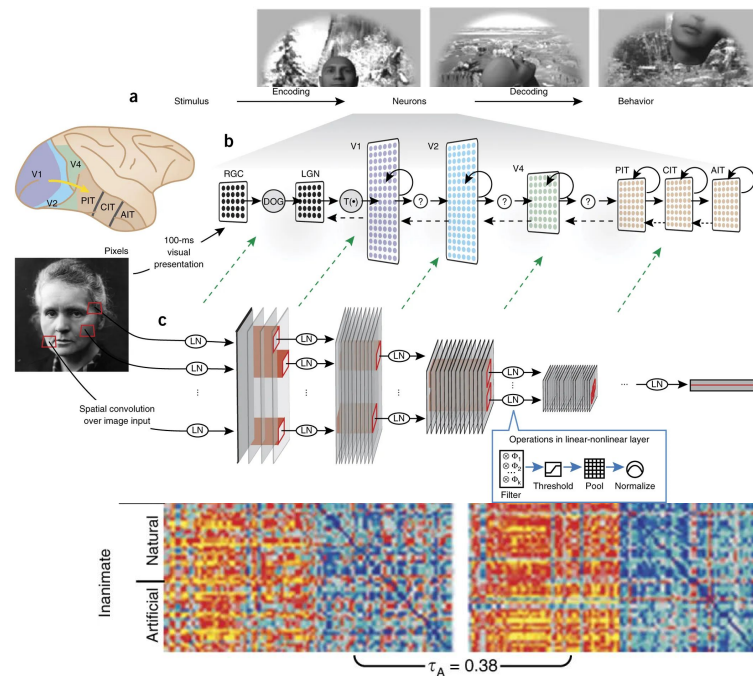 a
Stimulus
Encoding
Neurons
Decoding
Behavior
b
V1
V2
V4
PIT
CIT
AIT
RGC
DOG
LGN
T(•)
V1
?
V2
?
V4
?
PIT
CIT
AIT
100-ms
visual
presentation
Pixels
c
LN
LN
...
LN
LN
LN
...
LN
LN
...
LN
LN
...
LN
... LN
Spatial convolution
over image input
Operations in linear-nonlinear layer
⊗ Φ1
⊗ Φ2
...
⊗ Φk
Filter
Threshold
Pool
Normalize
Inanimate
Natural
Artificial
τA = 0.38